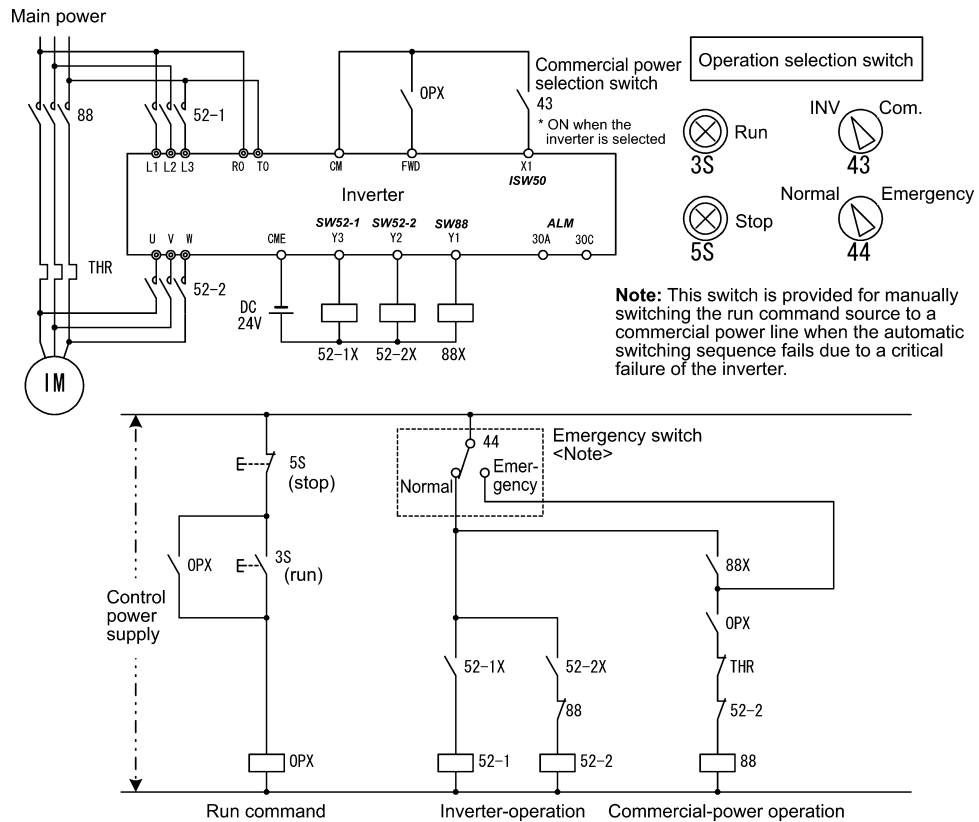 Main power
88
52-1
L1 L2 L3
R0 T0
CM
FWD
X1
ISW50
OPX
Commercial power
selection switch
43
* ON when the
inverter is selected
Inverter
U V W
CME
SW52-1
Y3
SW52-2
Y2
SW88
Y1
ALM
30A
30C
THR
52-2
DC
24V
52-1X
52-2X
88X
IM
Operation selection switch
Run
3S
INV
Com.
43
Stop
5S
Normal
Emergency
44
Note: This switch is provided for manually
switching the run command source to a
commercial power line when the automatic
switching sequence fails due to a critical
failure of the inverter.
Control
power
supply
5S
(stop)
OPX
3S
(run)
OPX
Run command
44
Normal
Emer-
gency
Emergency switch
<Note>
52-1X
52-2X
88
52-1
52-2
Inverter-operation
88X
OPX
THR
52-2
88
Commercial-power operation